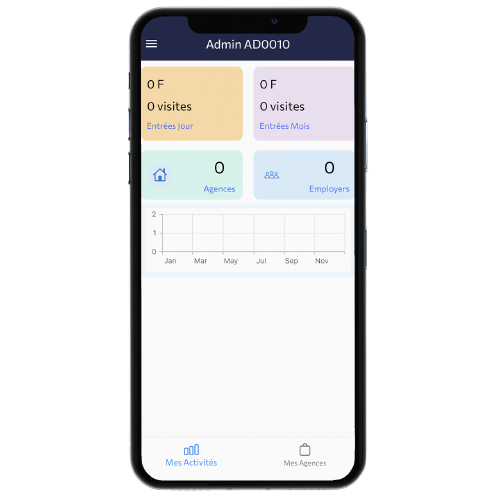 Admin AD0010
0 F
0 visites
Entrées Jour
0 F
0 visites
Entrées Mois
0
Agences
0
Employers
2
1
0
Jan Mar May Jul Sep Nov
Mes Activités
Mes Agences